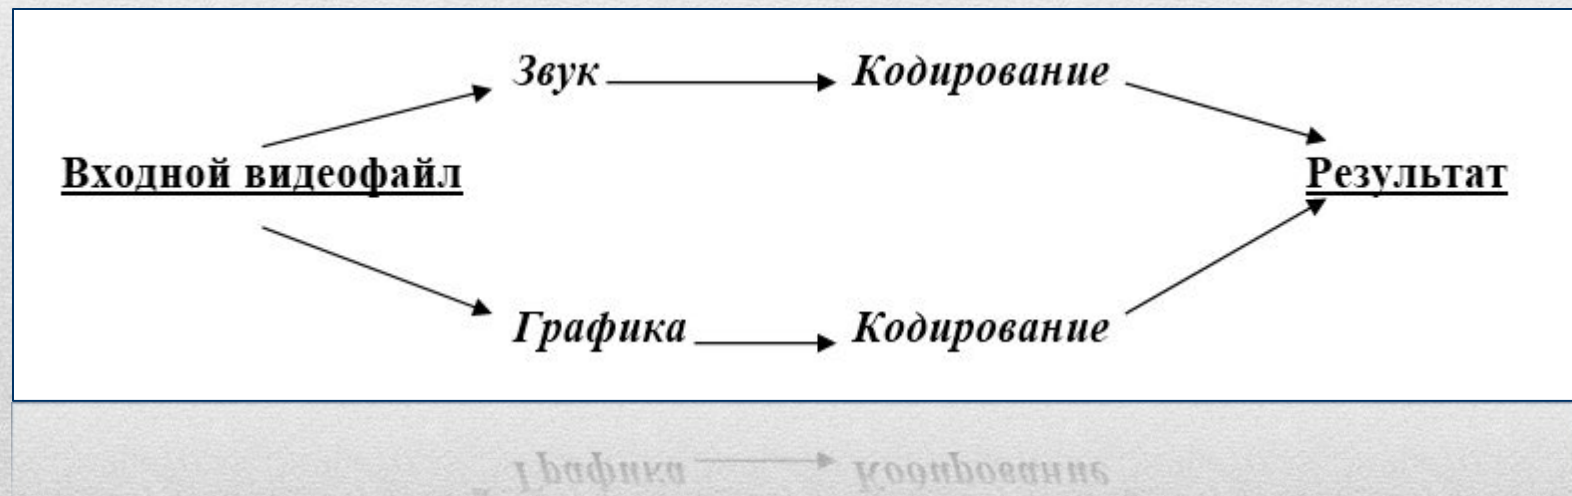 Звук Кодирование
Входной видеофайл Результат
Графика Кодирование